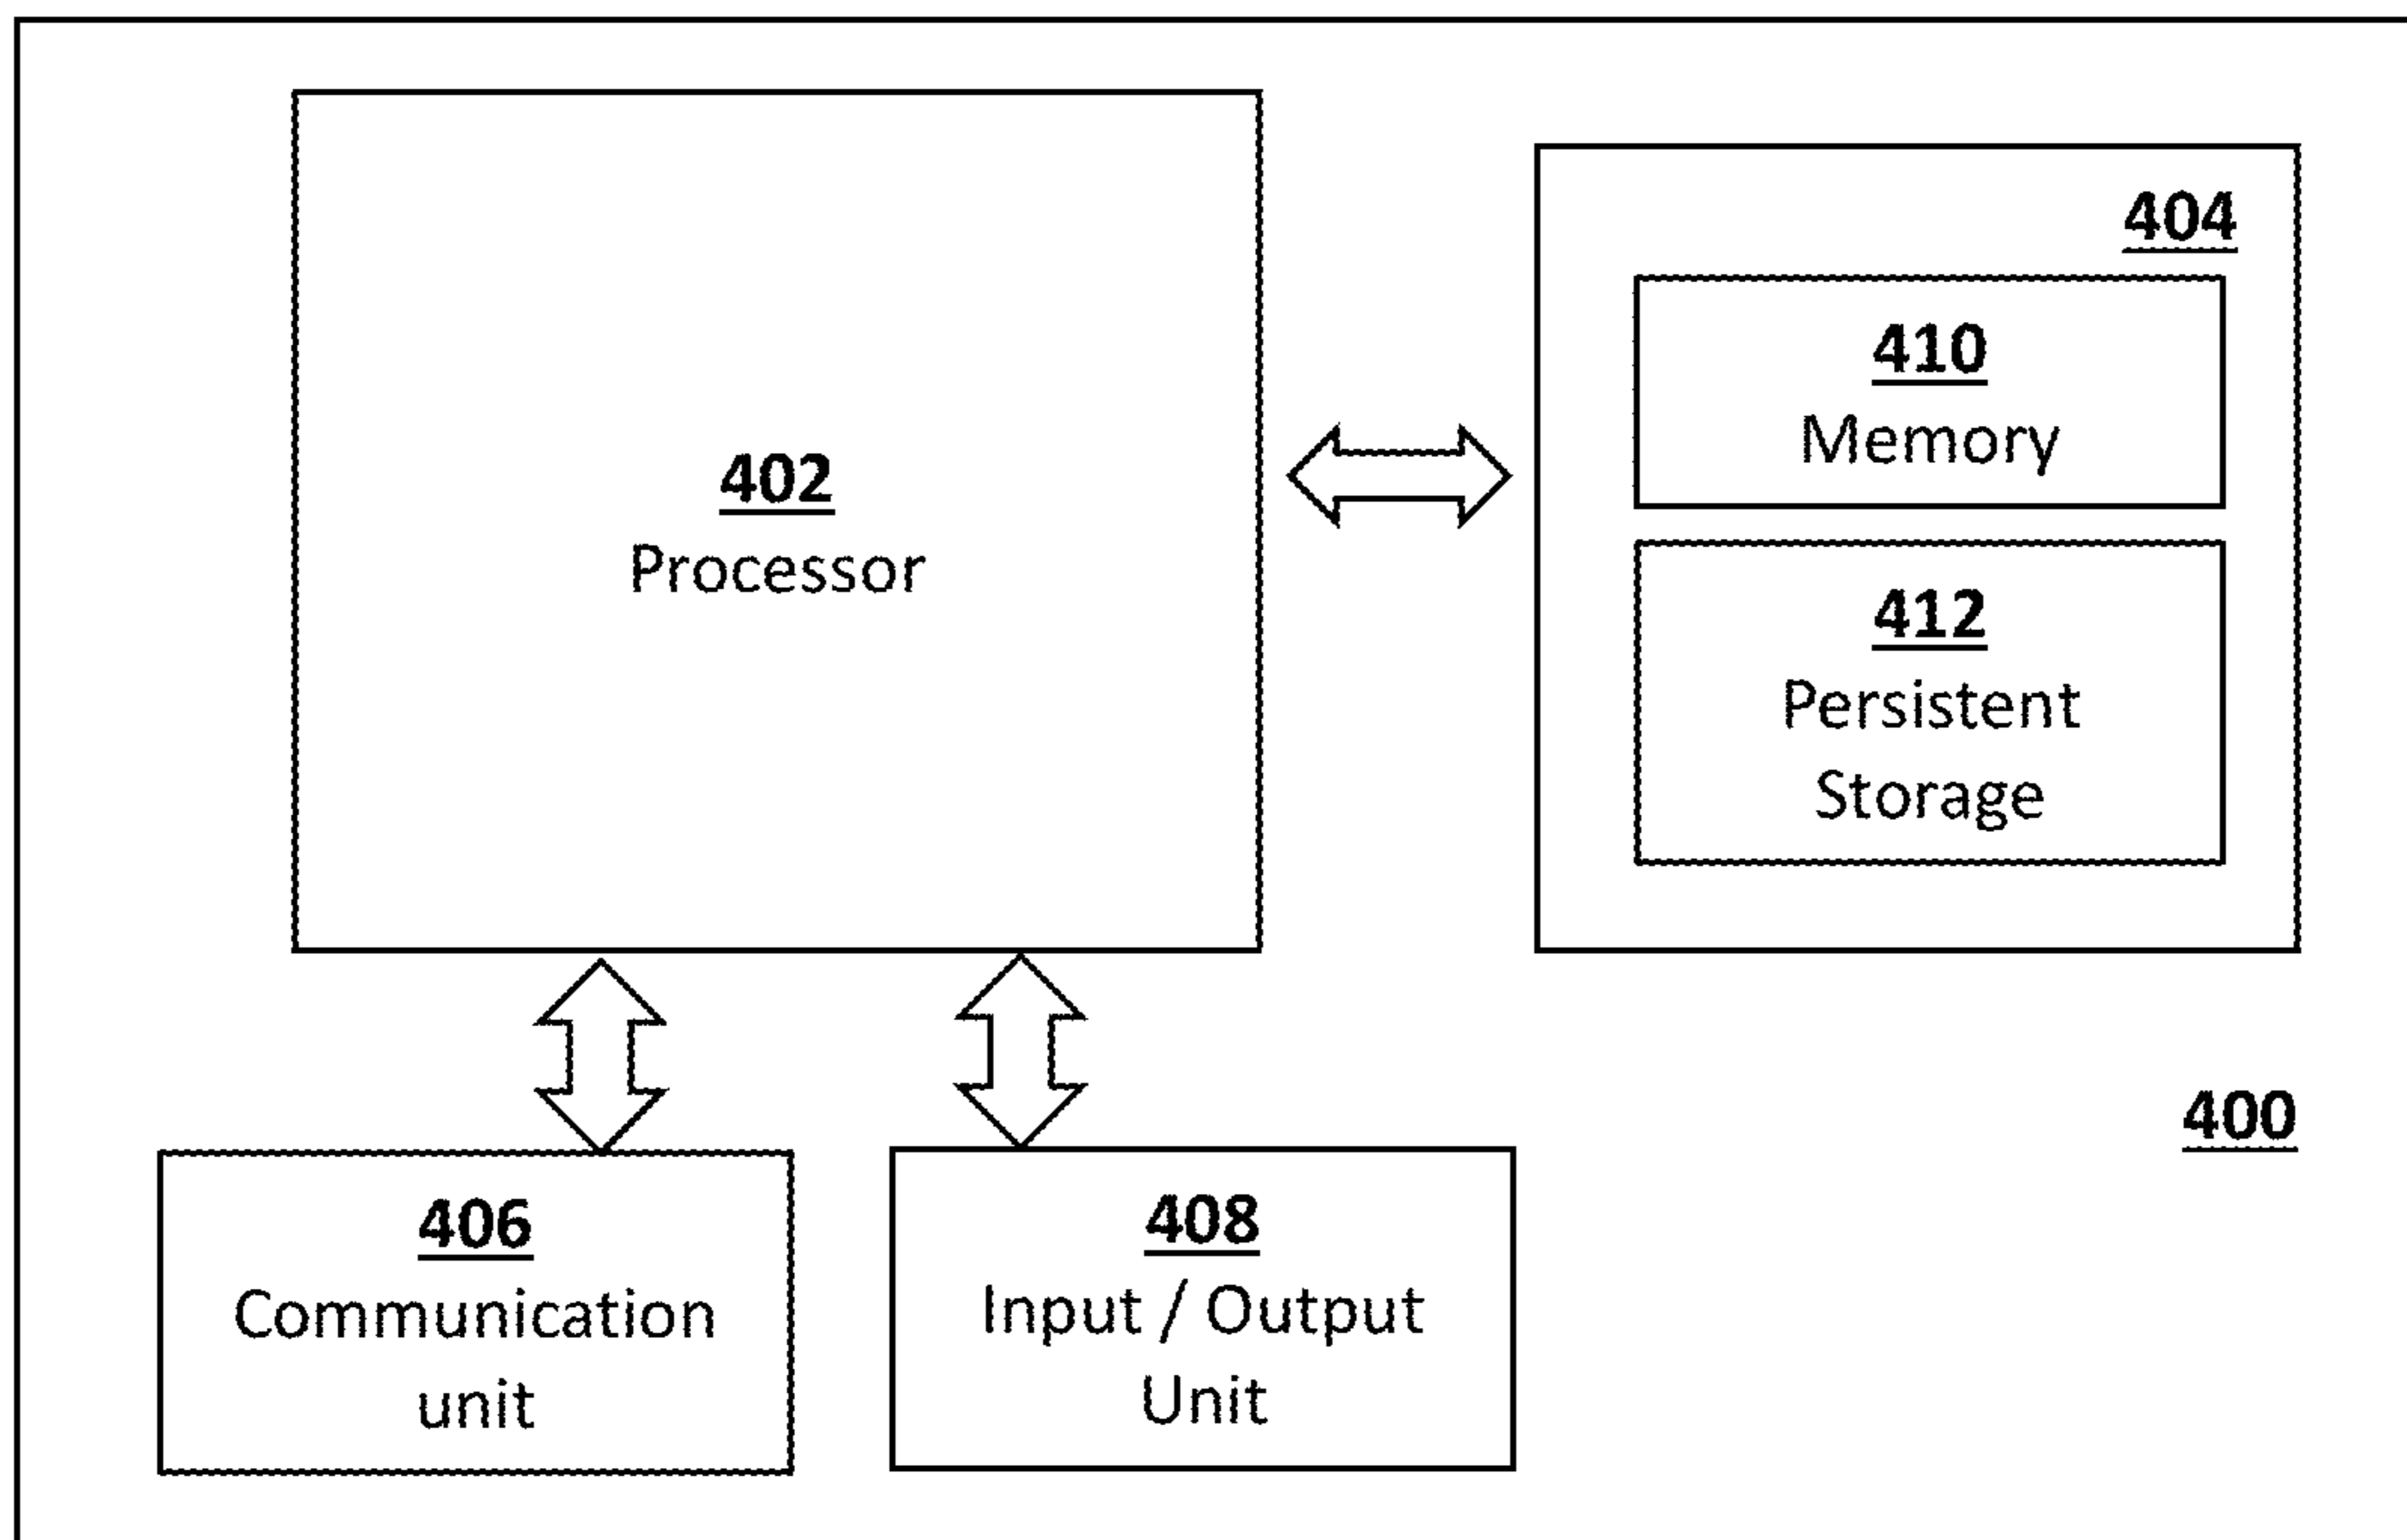 404
410
Memory
402
Processor
412
Persistent
Storage
400
406
Communication
unit
408
Input / Output
Unit